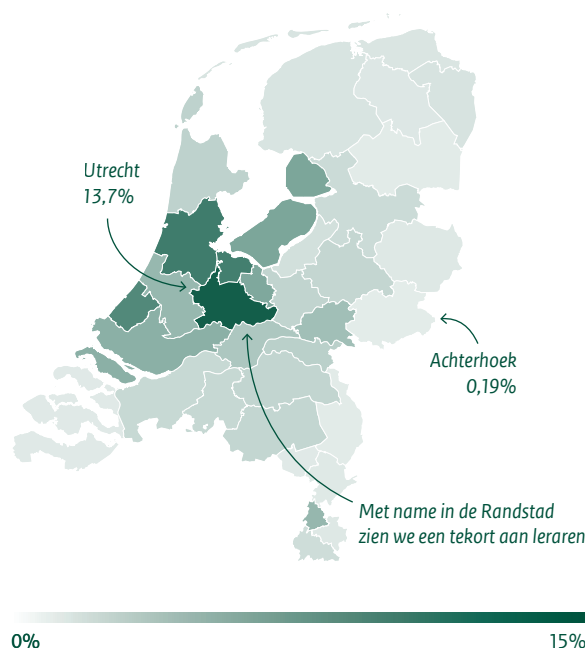 Utrecht
13,7%
Achterhoek
0,19%
Met name in de Randstad
zien we een tekort aan leraren
0%
15%